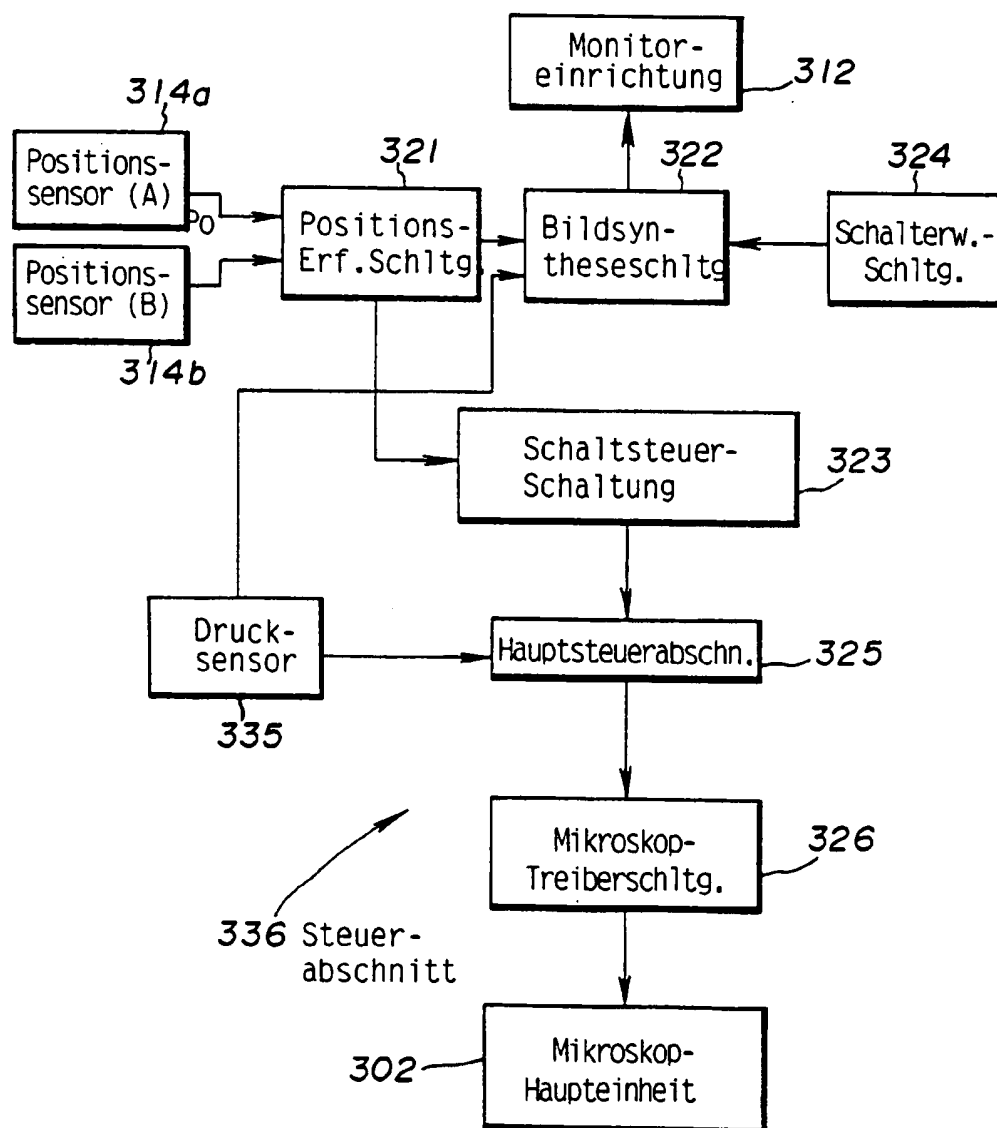 Monitor-
einrichtung
312
314a
Positions-
sensor (A)
PO
321
Positions-
Erf.Schltg.
322
Bildsyn-
theseschltg
324
Schalterw.-
Schltg.
Positions-
sensor (B)
314b
Schaltsteuer-
Schaltung
323
Druck-
sensor
335
Hauptsteuerabschn.
325
Mikroskop-
Treiberschltg.
326
336 Steuer-
abschnitt
Mikroskop-
Haupteinheit
302